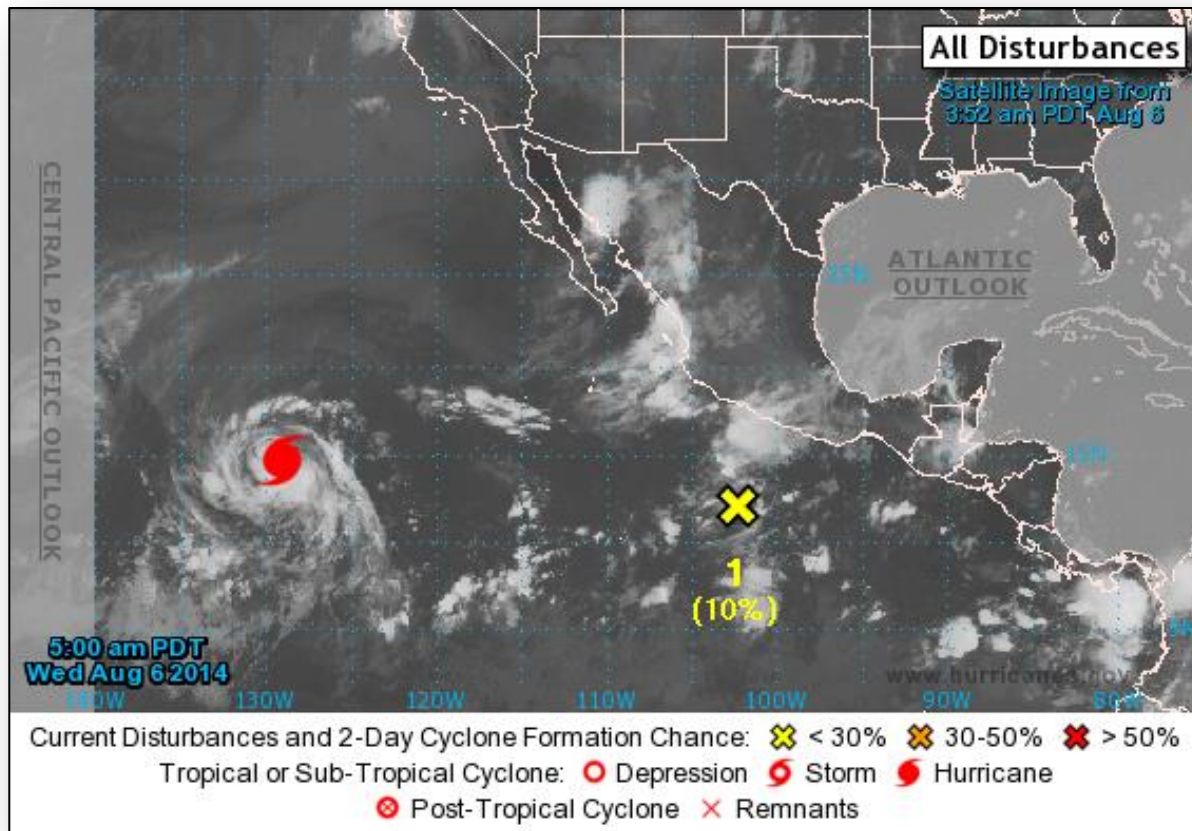 All Disturbances
Satellite Image from
3:52 am PDT Aug 6
CENTRAL PACIFIC OUTLOOK
ATLANTIC
OUTLOOK
25N
15N
1
(10%)
5:00 am PDT
Wed Aug 6 2014
www.hurricanes.gov
140W 130W 120W 110W 100W 90W 80W
Current Disturbances and 2-Day Cyclone Formation Chance: < 30% 30-50% > 50%
Tropical or Sub-Tropical Cyclone: Depression Storm Hurricane
Post-Tropical Cyclone Remnants